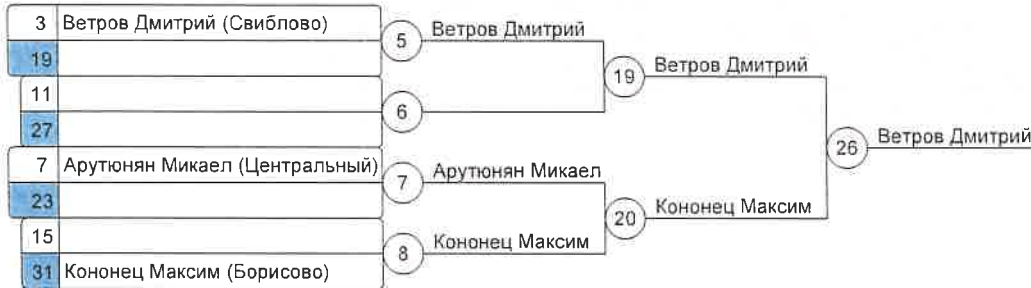 3 Ветров Дмитрий (Свиблово)
19
11
27
7 Арутюнян Микаел (Центральный)
23
15
31 Кононец Максим (Борисово)
5 Ветров Дмитрий
6
7 Арутюнян Микаел
8 Кононец Максим
19 Ветров Дмитрий
20 Кононец Максим
26 Ветров Дмитрий